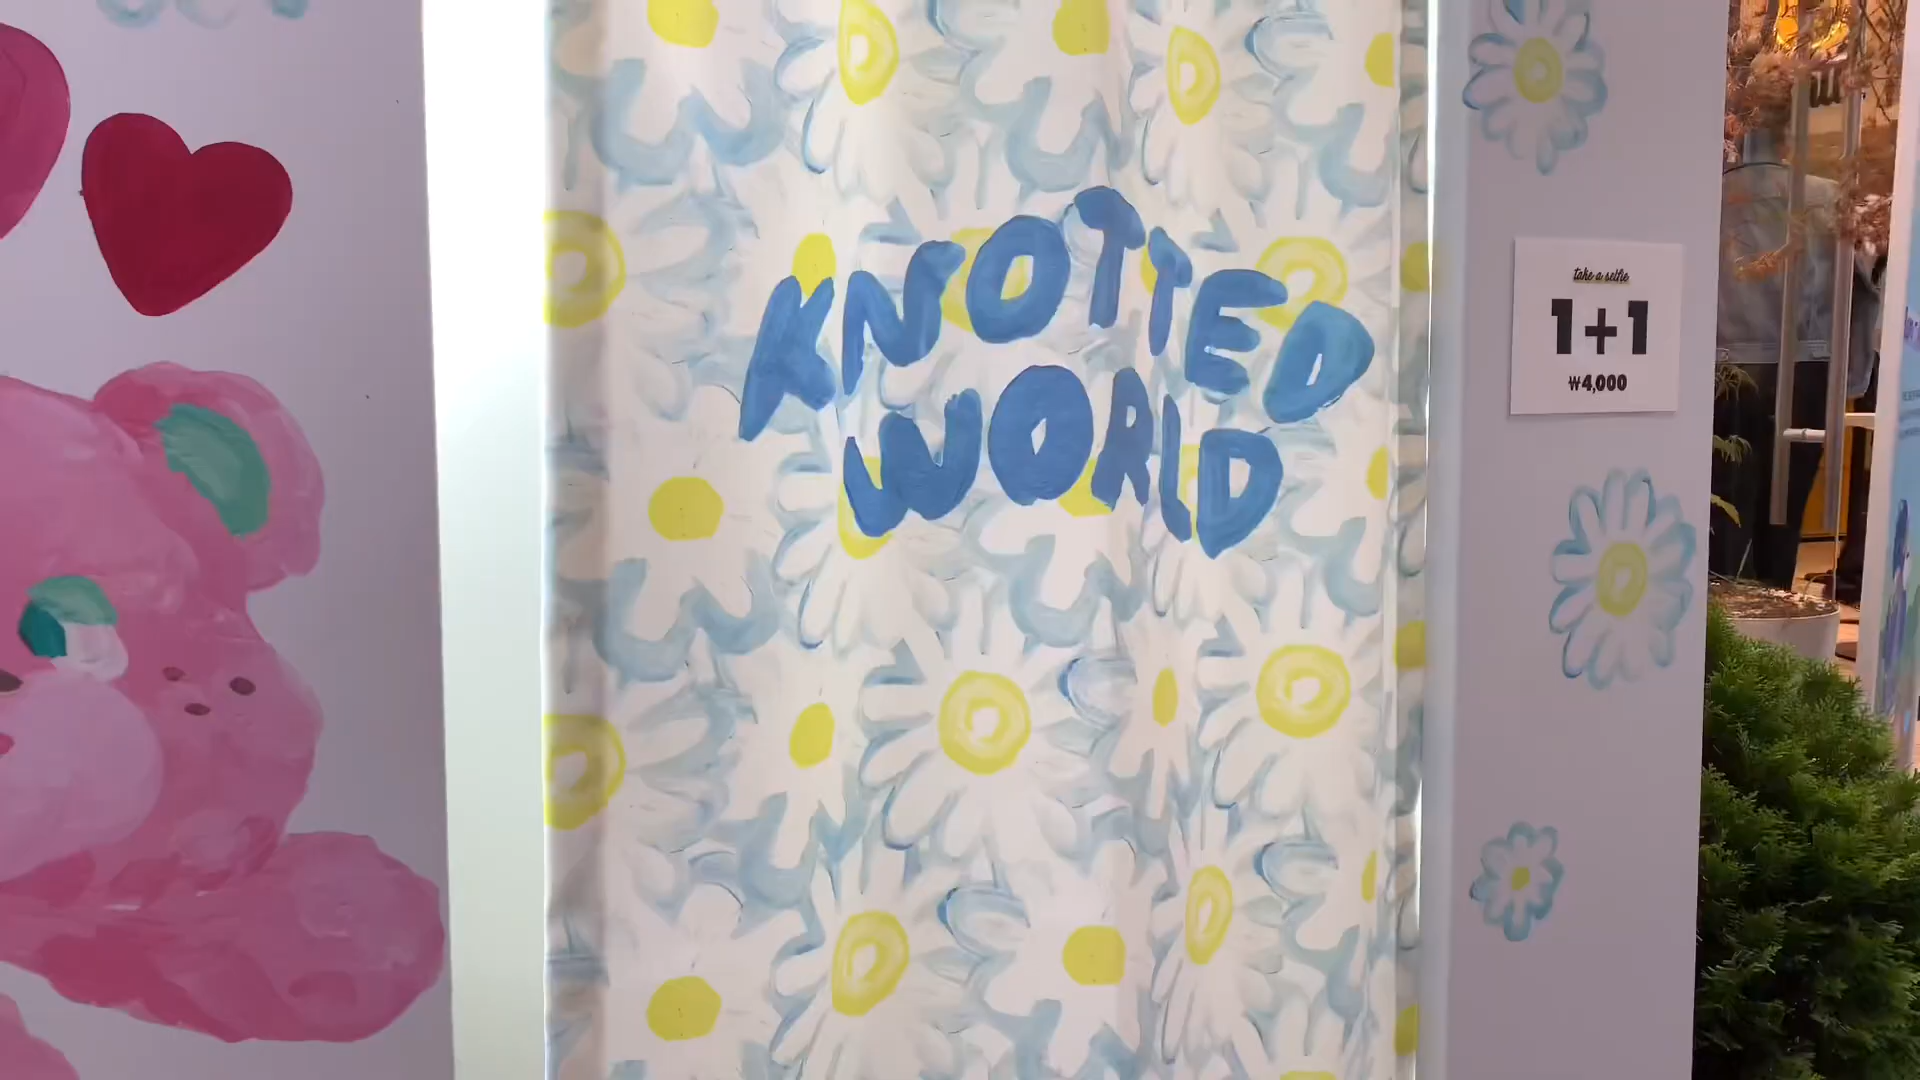 KNOTTED
WORLD
take a selfie
1+1
₩4,000